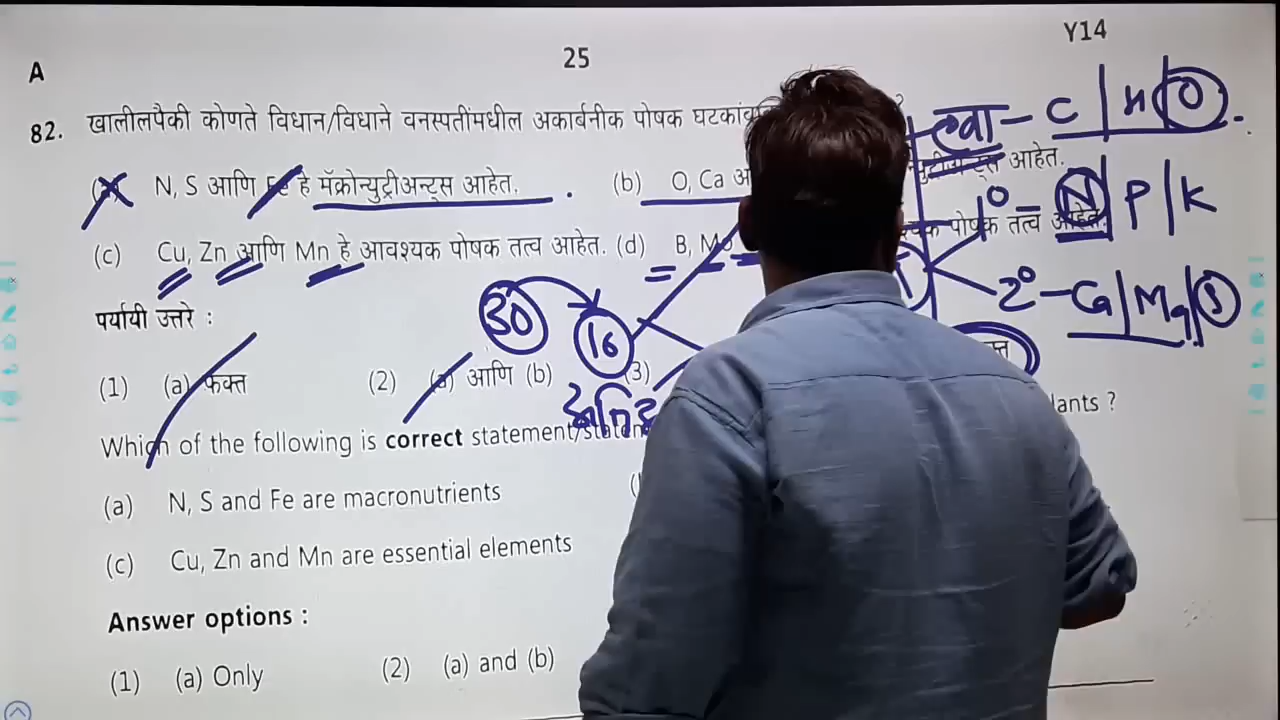 Y14
25
A
82. खालीलपैकी कोणते विधान/विधाने वनस्पतींमधील अकार्बनीक पोषक ?
हवा – C | H | O .
N, S आणि Fe हे मॅक्रोन्युट्रीअन्ट्स आहेत. (b) O, Ca आहेत.
1° – N | P | K
(c) Cu, Zn आणि Mn हे आवश्यक पोषक तत्व आहेत. (d) B, Mo पोषक तत्व आहेत.
2° – Ca | Mg | S
पर्यायी उत्तरे :
30 16
(1) (a) फक्त (2) (a) आणि (b) (3)
खनिज
Which of the following is correct lants ?
(a) N, S and Fe are macronutrients
(c) Cu, Zn and Mn are essential elements
Answer options :
(1) (a) Only (2) (a) and (b)